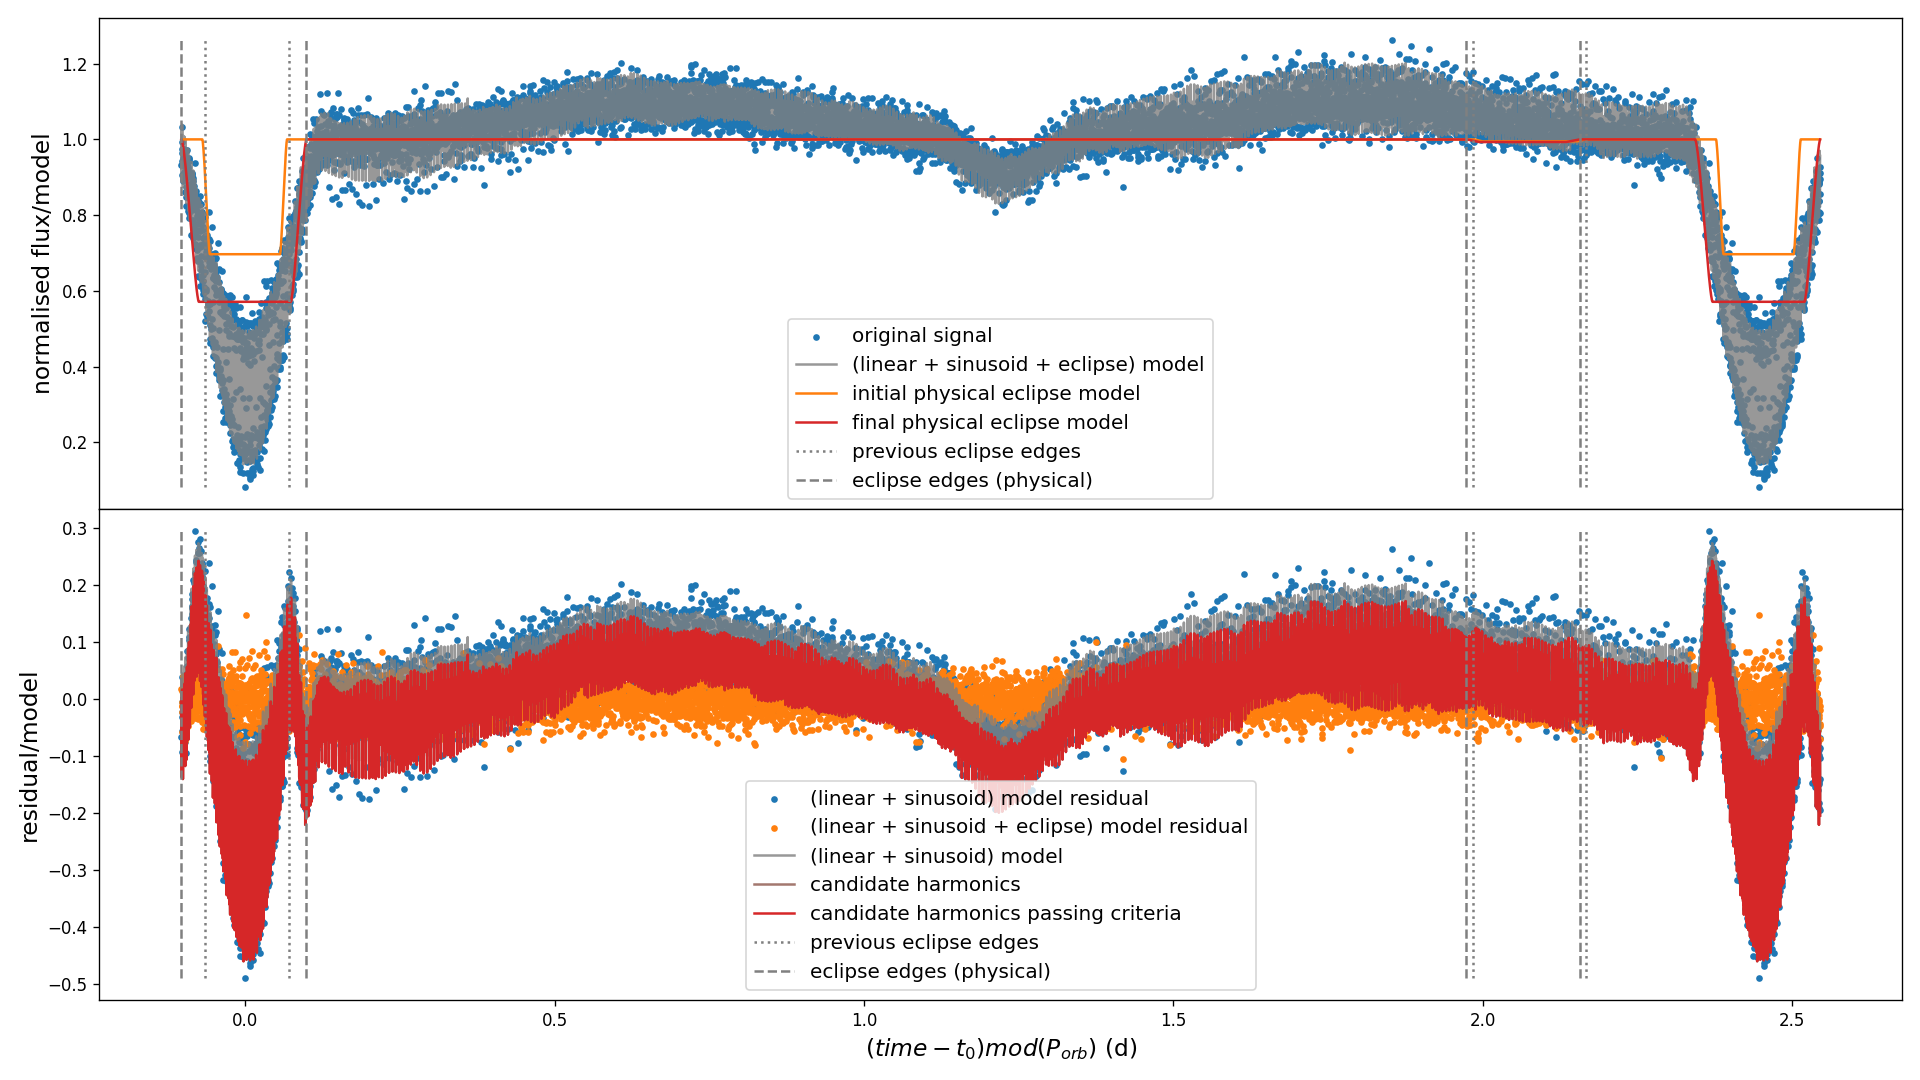 normalised flux/model
1.2
1.0
0.8
0.6
0.4
0.2
original signal
(linear + sinusoid + eclipse) model
initial physical eclipse model
final physical eclipse model
previous eclipse edges
eclipse edges (physical)
residual/model
0.3
0.2
0.1
0.0
−0.1
−0.2
−0.3
−0.4
−0.5
(linear + sinusoid) model residual
(linear + sinusoid + eclipse) model residual
(linear + sinusoid) model
candidate harmonics
candidate harmonics passing criteria
previous eclipse edges
eclipse edges (physical)
0.0 0.5 1.0 1.5 2.0 2.5
(time − t₀)mod(Pₒᵣb) (d)